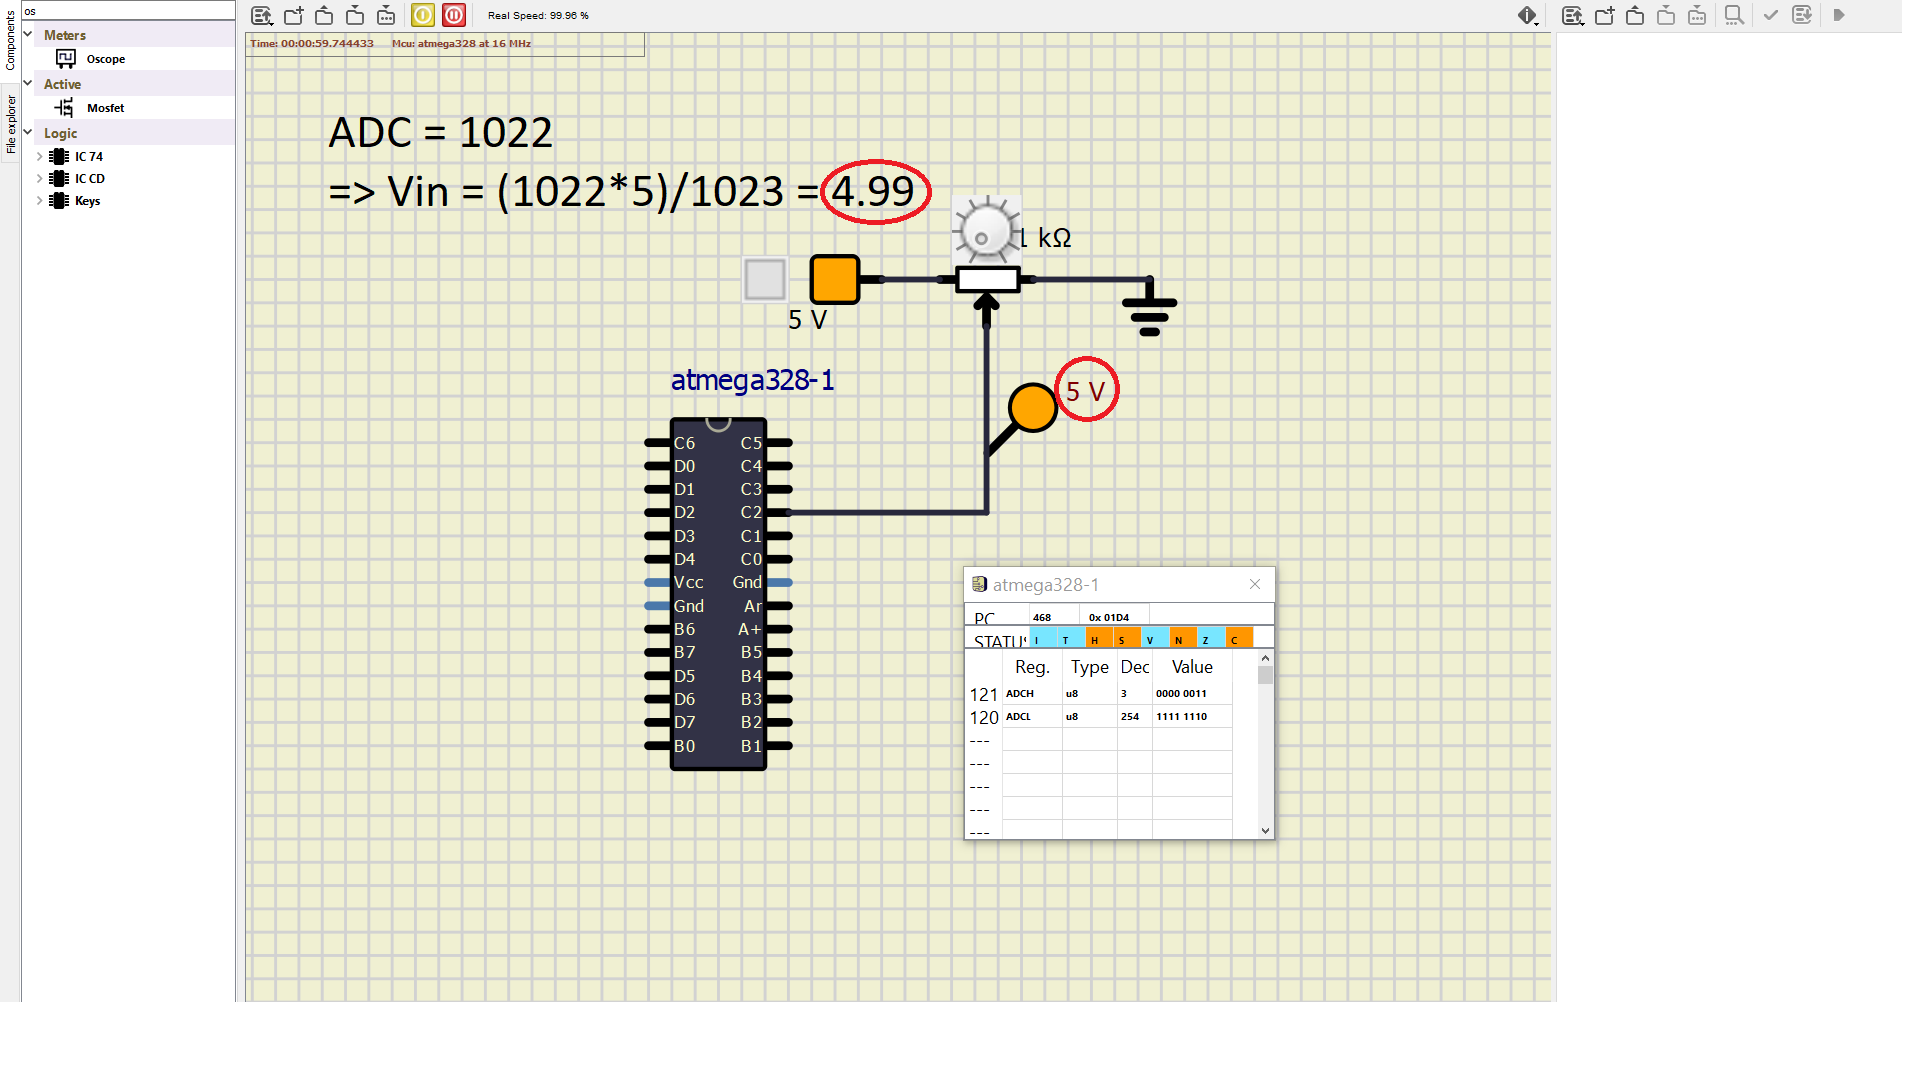 Components
File explorer
os
Meters
Oscope
Active
Mosfet
Logic
IC 74
IC CD
Keys
Real Speed: 99.96 %
Time: 00:00:59.744433 Mcu: atmega328 at 16 MHz
ADC = 1022
=> Vin = (1022*5)/1023 = 4.99
1 kΩ
5 V
5 V
atmega328-1
C6 C5
D0 C4
D1 C3
D2 C2
D3 C1
D4 C0
Vcc Gnd
Gnd Ar
B6 A+
B7 B5
D5 B4
D6 B3
D7 B2
B0 B1
atmega328-1
PC 468 0x 01D4
STATUS I T H S V N Z C
Reg. Type Dec Value
121 ADCH u8 3 0000 0011
120 ADCL u8 254 1111 1110
---
---
---
---
---